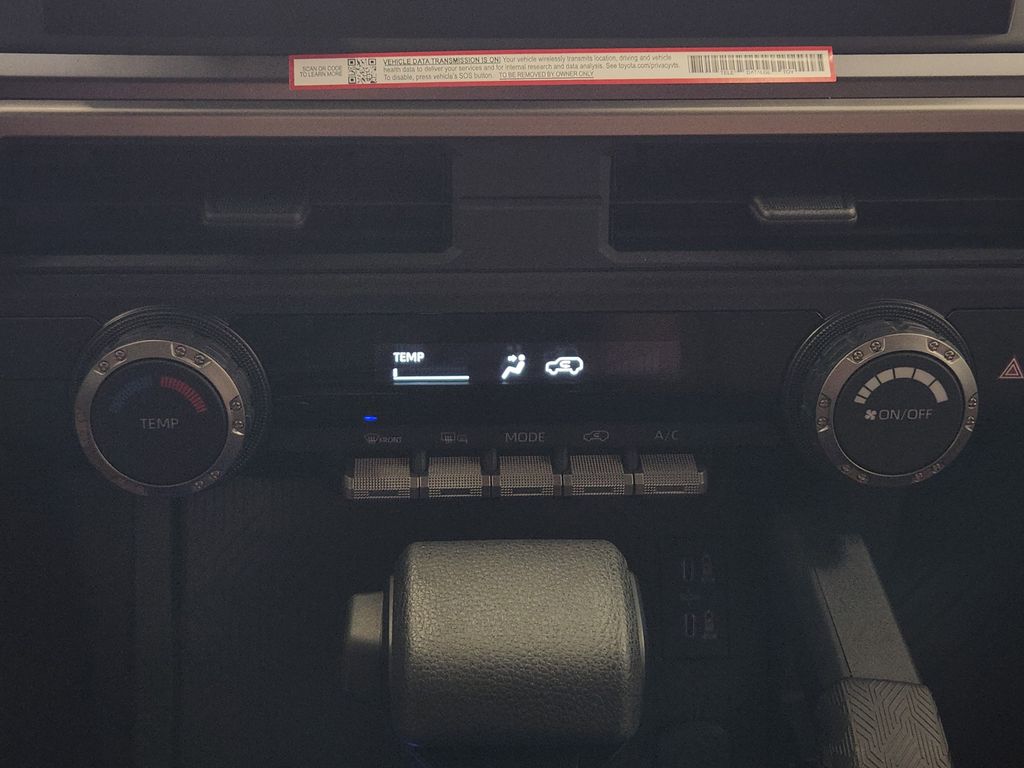 SCAN OR CODE
TO LEARN MORE
VEHICLE DATA TRANSMISSION IS ON! Your vehicle wirelessly transmits location, driving and vehicle
health data to deliver your services and for internal research and data analysis. See toyota.com/privacyvts.
To disable, press vehicle's SOS button. TO BE REMOVED BY OWNER ONLY
TEMP
TEMP
ON/OFF
FRONT
MODE
A/C